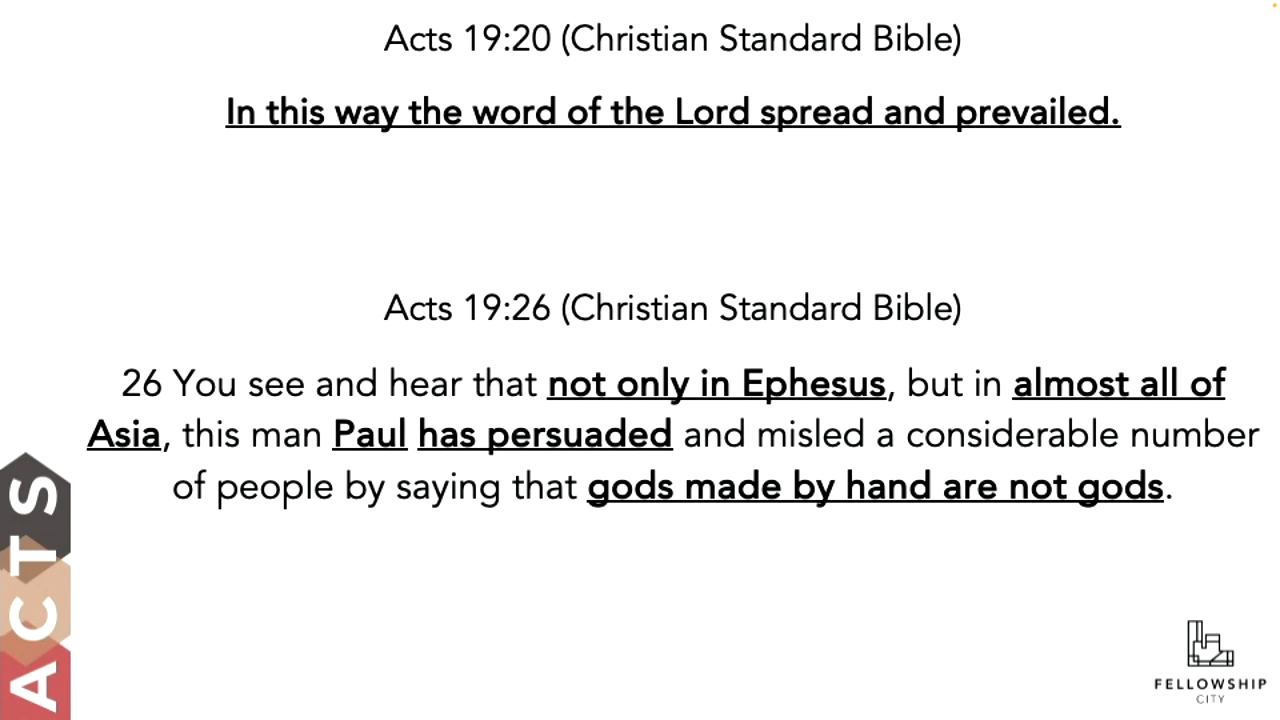 Acts 19:20 (Christian Standard Bible)
In this way the word of the Lord spread and prevailed.
Acts 19:26 (Christian Standard Bible)
26 You see and hear that not only in Ephesus, but in almost all of
Asia, this man Paul has persuaded and misled a considerable number
of people by saying that gods made by hand are not gods.
ACTS
FELLOWSHIP
CITY